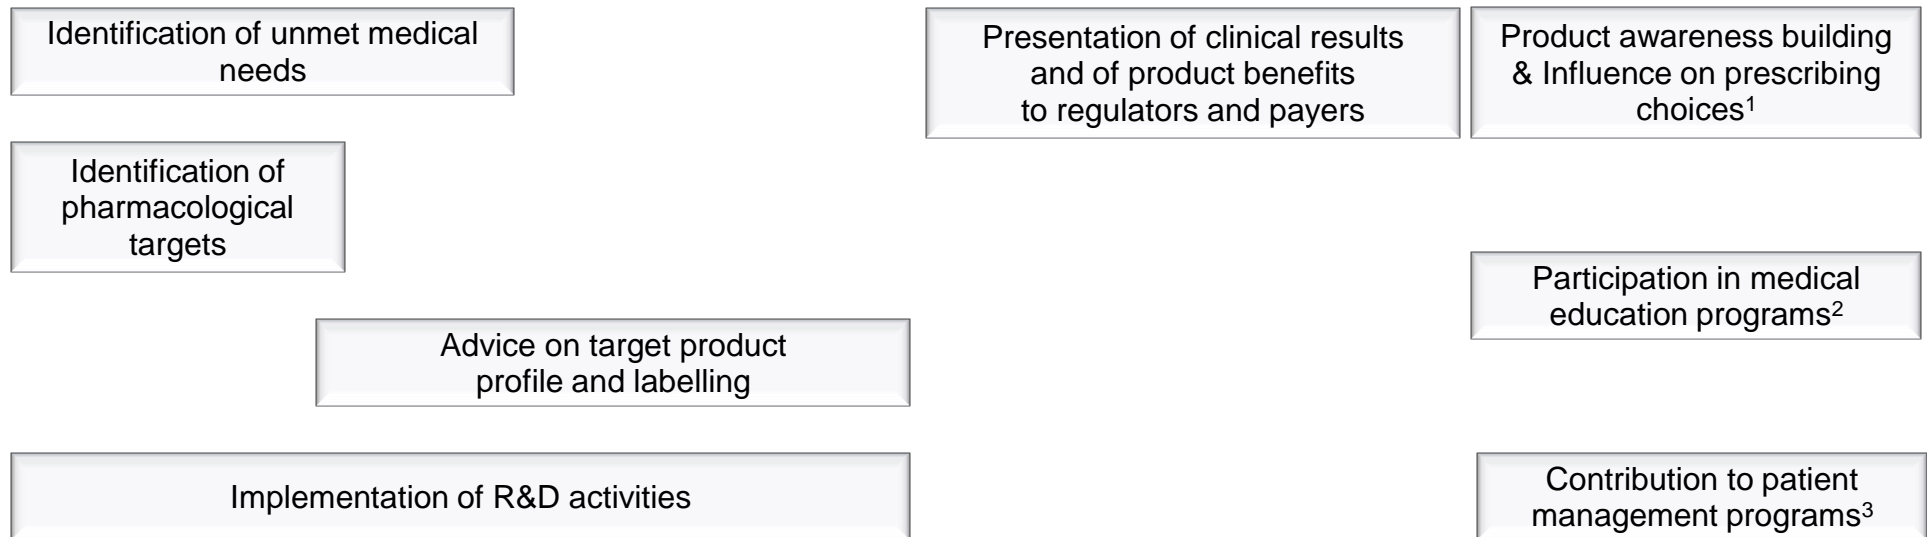 Identification of unmet medical
needs
Presentation of clinical results
and of product benefits
to regulators and payers
Product awareness building
& Influence on prescribing
choices¹
Identification of
pharmacological
targets
Participation in medical
education programs²
Advice on target product
profile and labelling
Implementation of R&D activities
Contribution to patient
management programs³